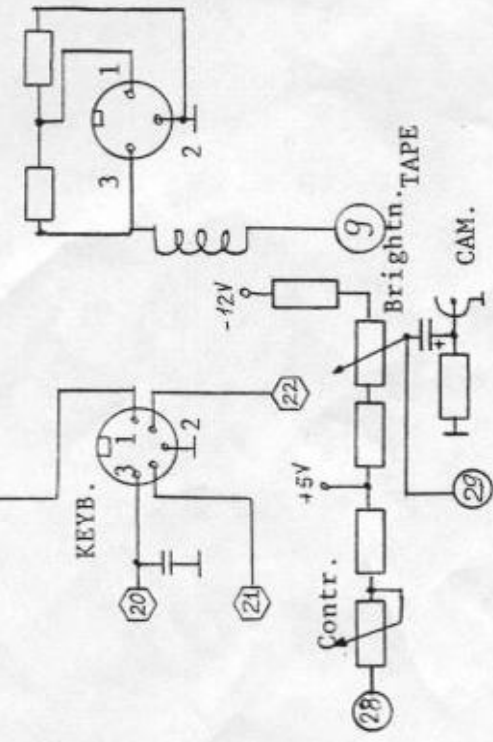 1
3
2
9
TAPE
KEYB.
1
3
2
20
21
22
-12V
Brightn.
+5V
Contr.
28
29
+
CAM.